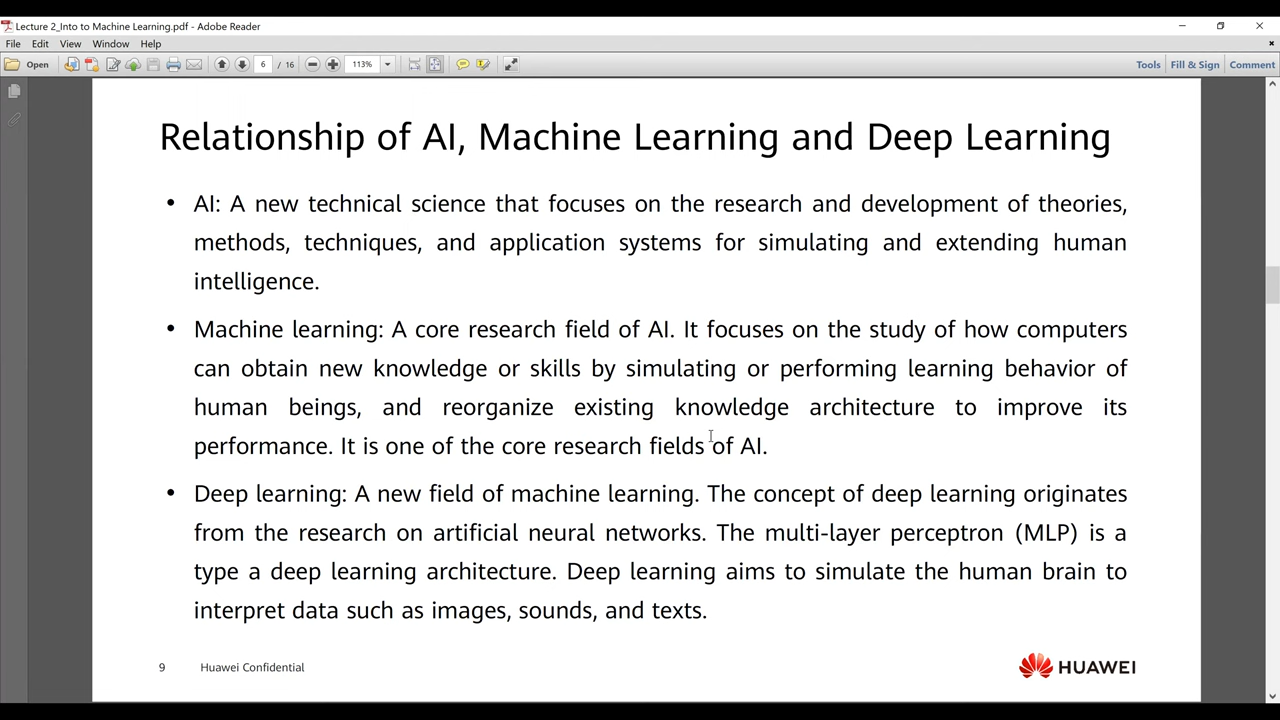 Lecture 2_Into to Machine Learning.pdf - Adobe Reader
File Edit View Window Help
Open 6 / 16 113% Tools Fill & Sign Comment
Relationship of AI, Machine Learning and Deep Learning
• AI: A new technical science that focuses on the research and development of theories,
methods, techniques, and application systems for simulating and extending human
intelligence.
• Machine learning: A core research field of AI. It focuses on the study of how computers
can obtain new knowledge or skills by simulating or performing learning behavior of
human beings, and reorganize existing knowledge architecture to improve its
performance. It is one of the core research fields of AI.
• Deep learning: A new field of machine learning. The concept of deep learning originates
from the research on artificial neural networks. The multi-layer perceptron (MLP) is a
type a deep learning architecture. Deep learning aims to simulate the human brain to
interpret data such as images, sounds, and texts.
9 Huawei Confidential HUAWEI